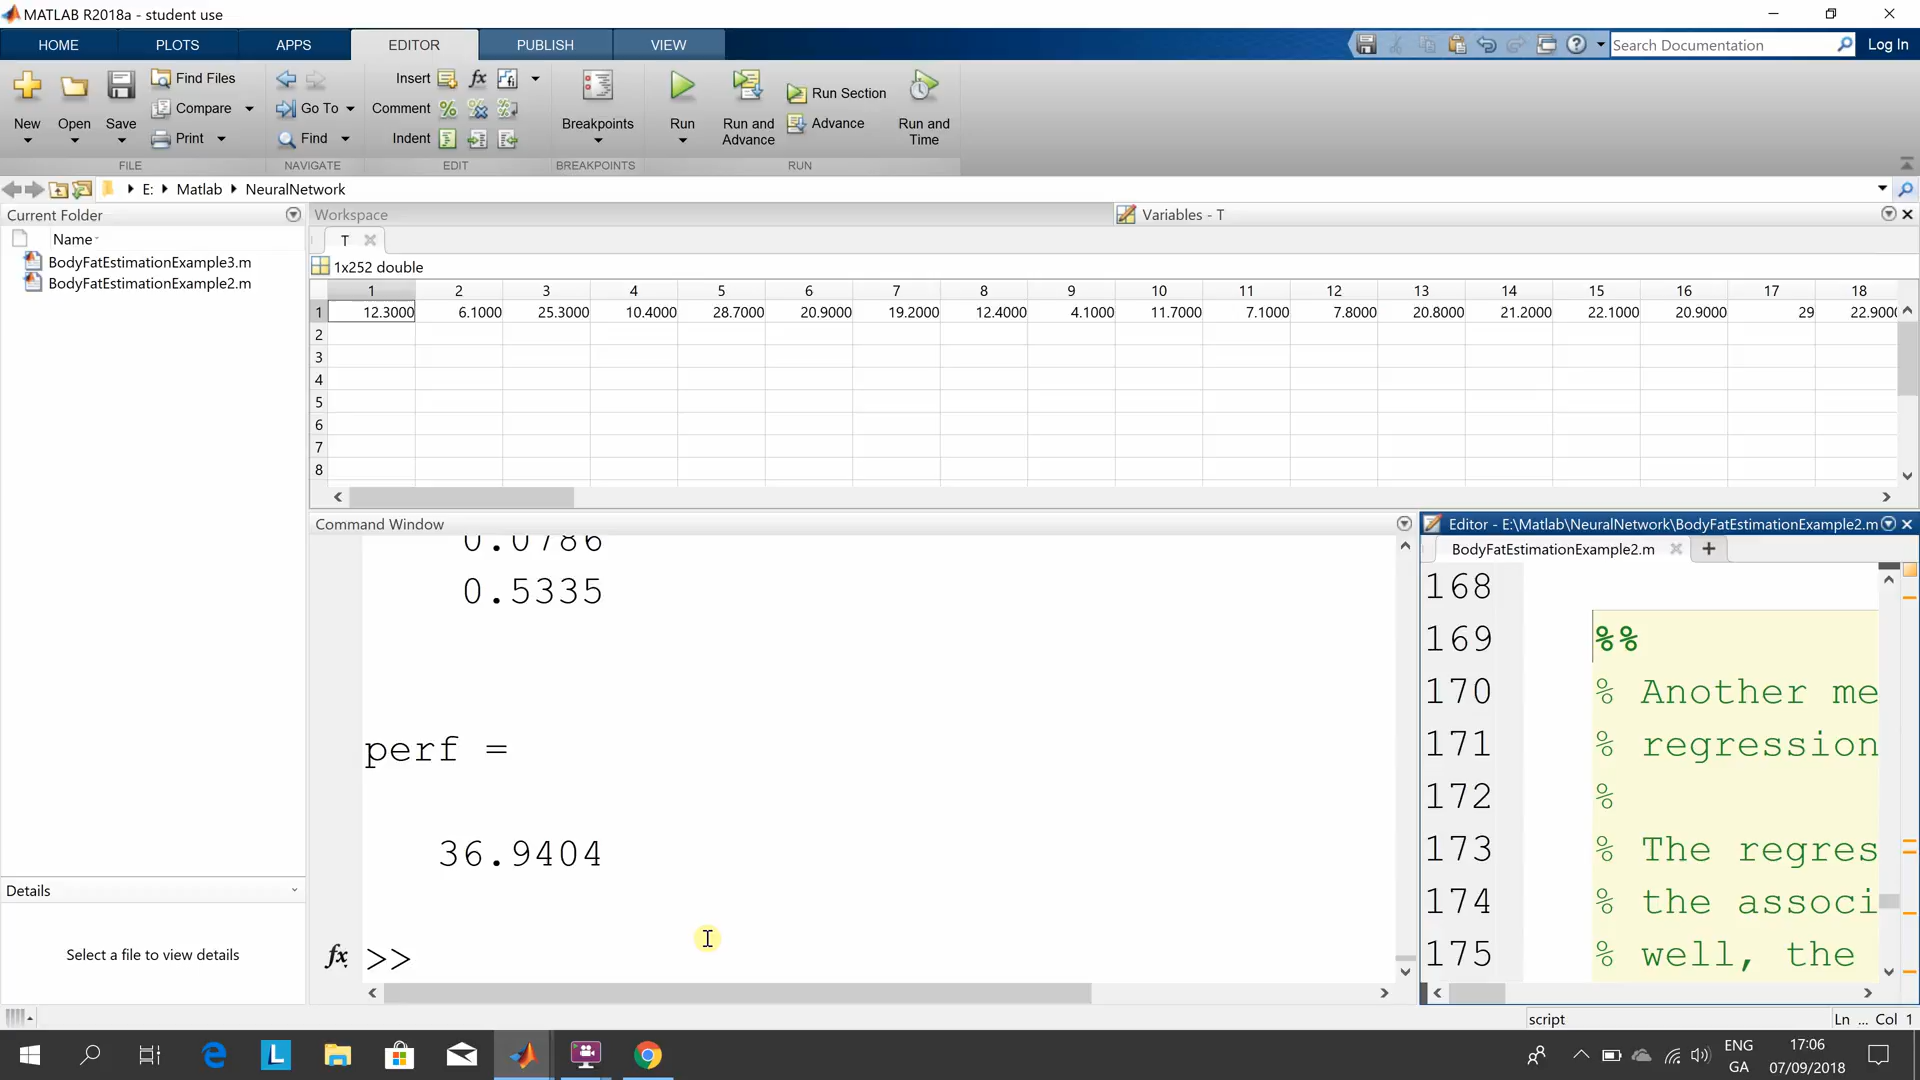 MATLAB R2018a - student use
HOME PLOTS APPS EDITOR PUBLISH VIEW
Search Documentation
Log In
New Open Save
Find Files
Compare
Print
FILE
Go To
Find
NAVIGATE
Insert fx
Comment
Indent
EDIT
Breakpoints
BREAKPOINTS
Run
Run and Advance
Run Section
Advance
Run and Time
RUN
E: Matlab NeuralNetwork
Current Folder
Name
BodyFatEstimationExample3.m
BodyFatEstimationExample2.m
Details
Select a file to view details
Workspace
Variables - T
T
1x252 double
1 2 3 4 5 6 7 8 9 10 11 12 13 14 15 16 17 18
1 12.3000 6.1000 25.3000 10.4000 28.7000 20.9000 19.2000 12.4000 4.1000 11.7000 7.1000 7.8000 20.8000 21.2000 22.1000 20.9000 29 22.9000
2
3
4
5
6
7
8
Command Window
0.0786
0.5335
perf =
36.9404
fx >>
Editor - E:\Matlab\NeuralNetwork\BodyFatEstimationExample2.m
BodyFatEstimationExample2.m +
168
169 %%
170 % Another me
171 % regression
172 %
173 % The regres
174 % the associ
175 % well, the
script
Ln ... Col 1
L
ENG
GA
17:06
07/09/2018